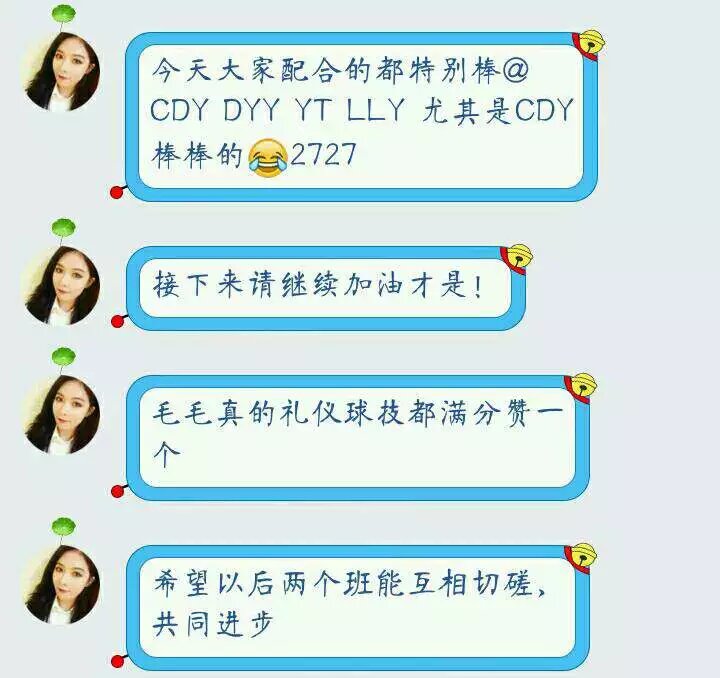 今天大家配合的都特别棒@
CDY DYY YT LLY 尤其是CDY
棒棒的😂2727
接下来请继续加油才是!
毛毛真的礼仪球技都满分赞一
个
希望以后两个班能互相切磋,
共同进步